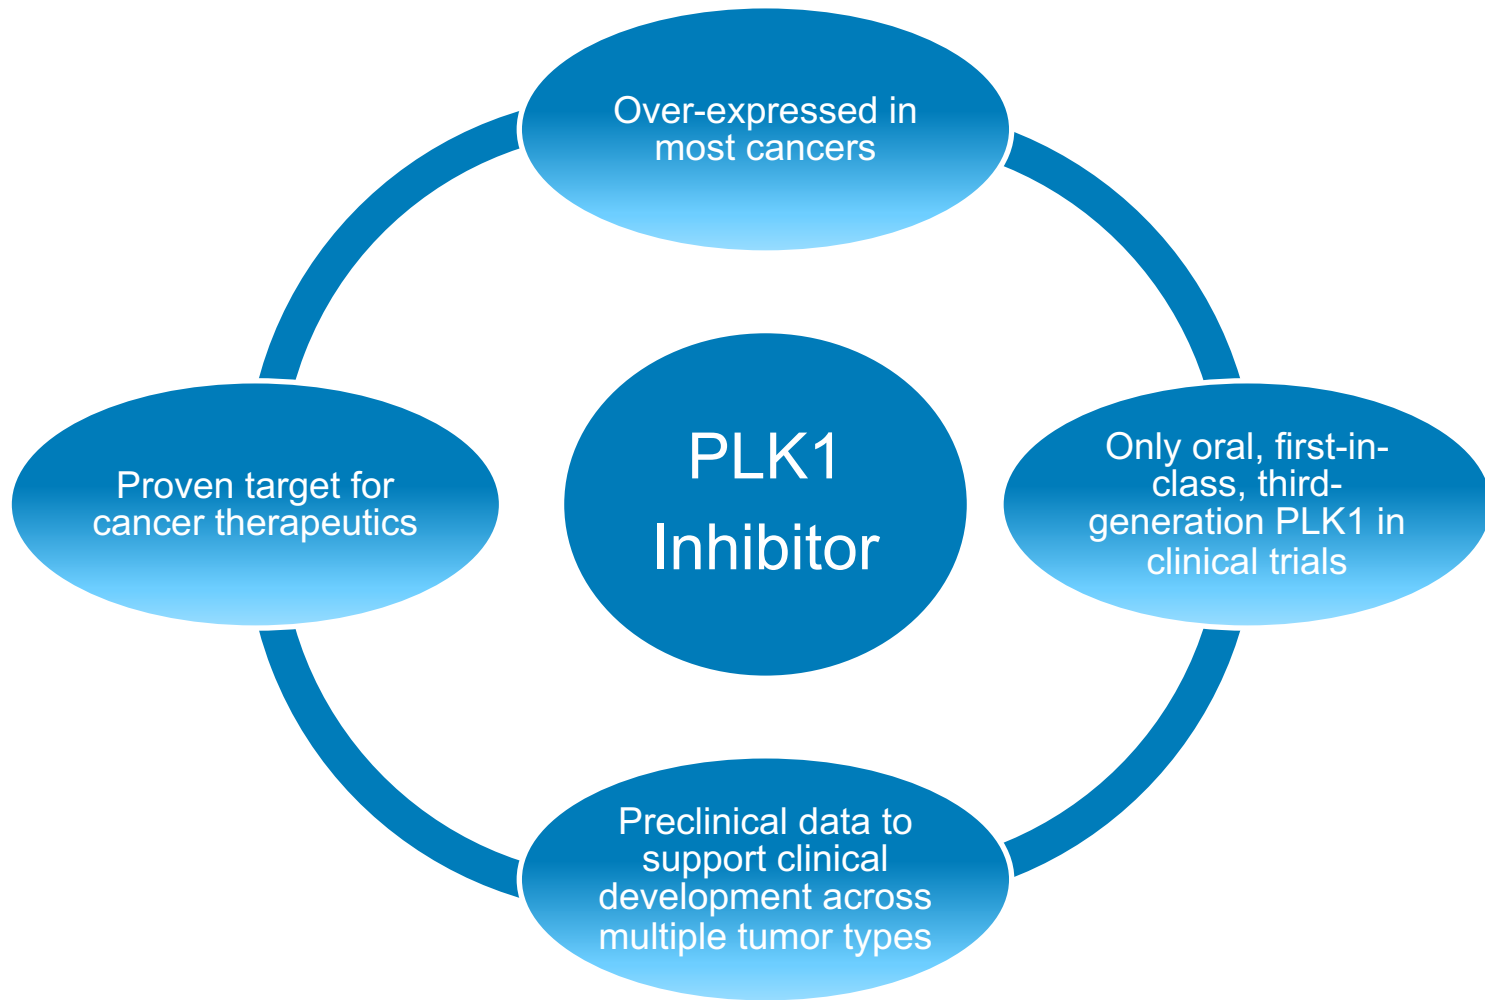 Over-expressed in
most cancers
Proven target for
cancer therapeutics
PLK1
Inhibitor
Only oral, first-in-
class, third-
generation PLK1 in
clinical trials
Preclinical data to
support clinical
development across
multiple tumor types